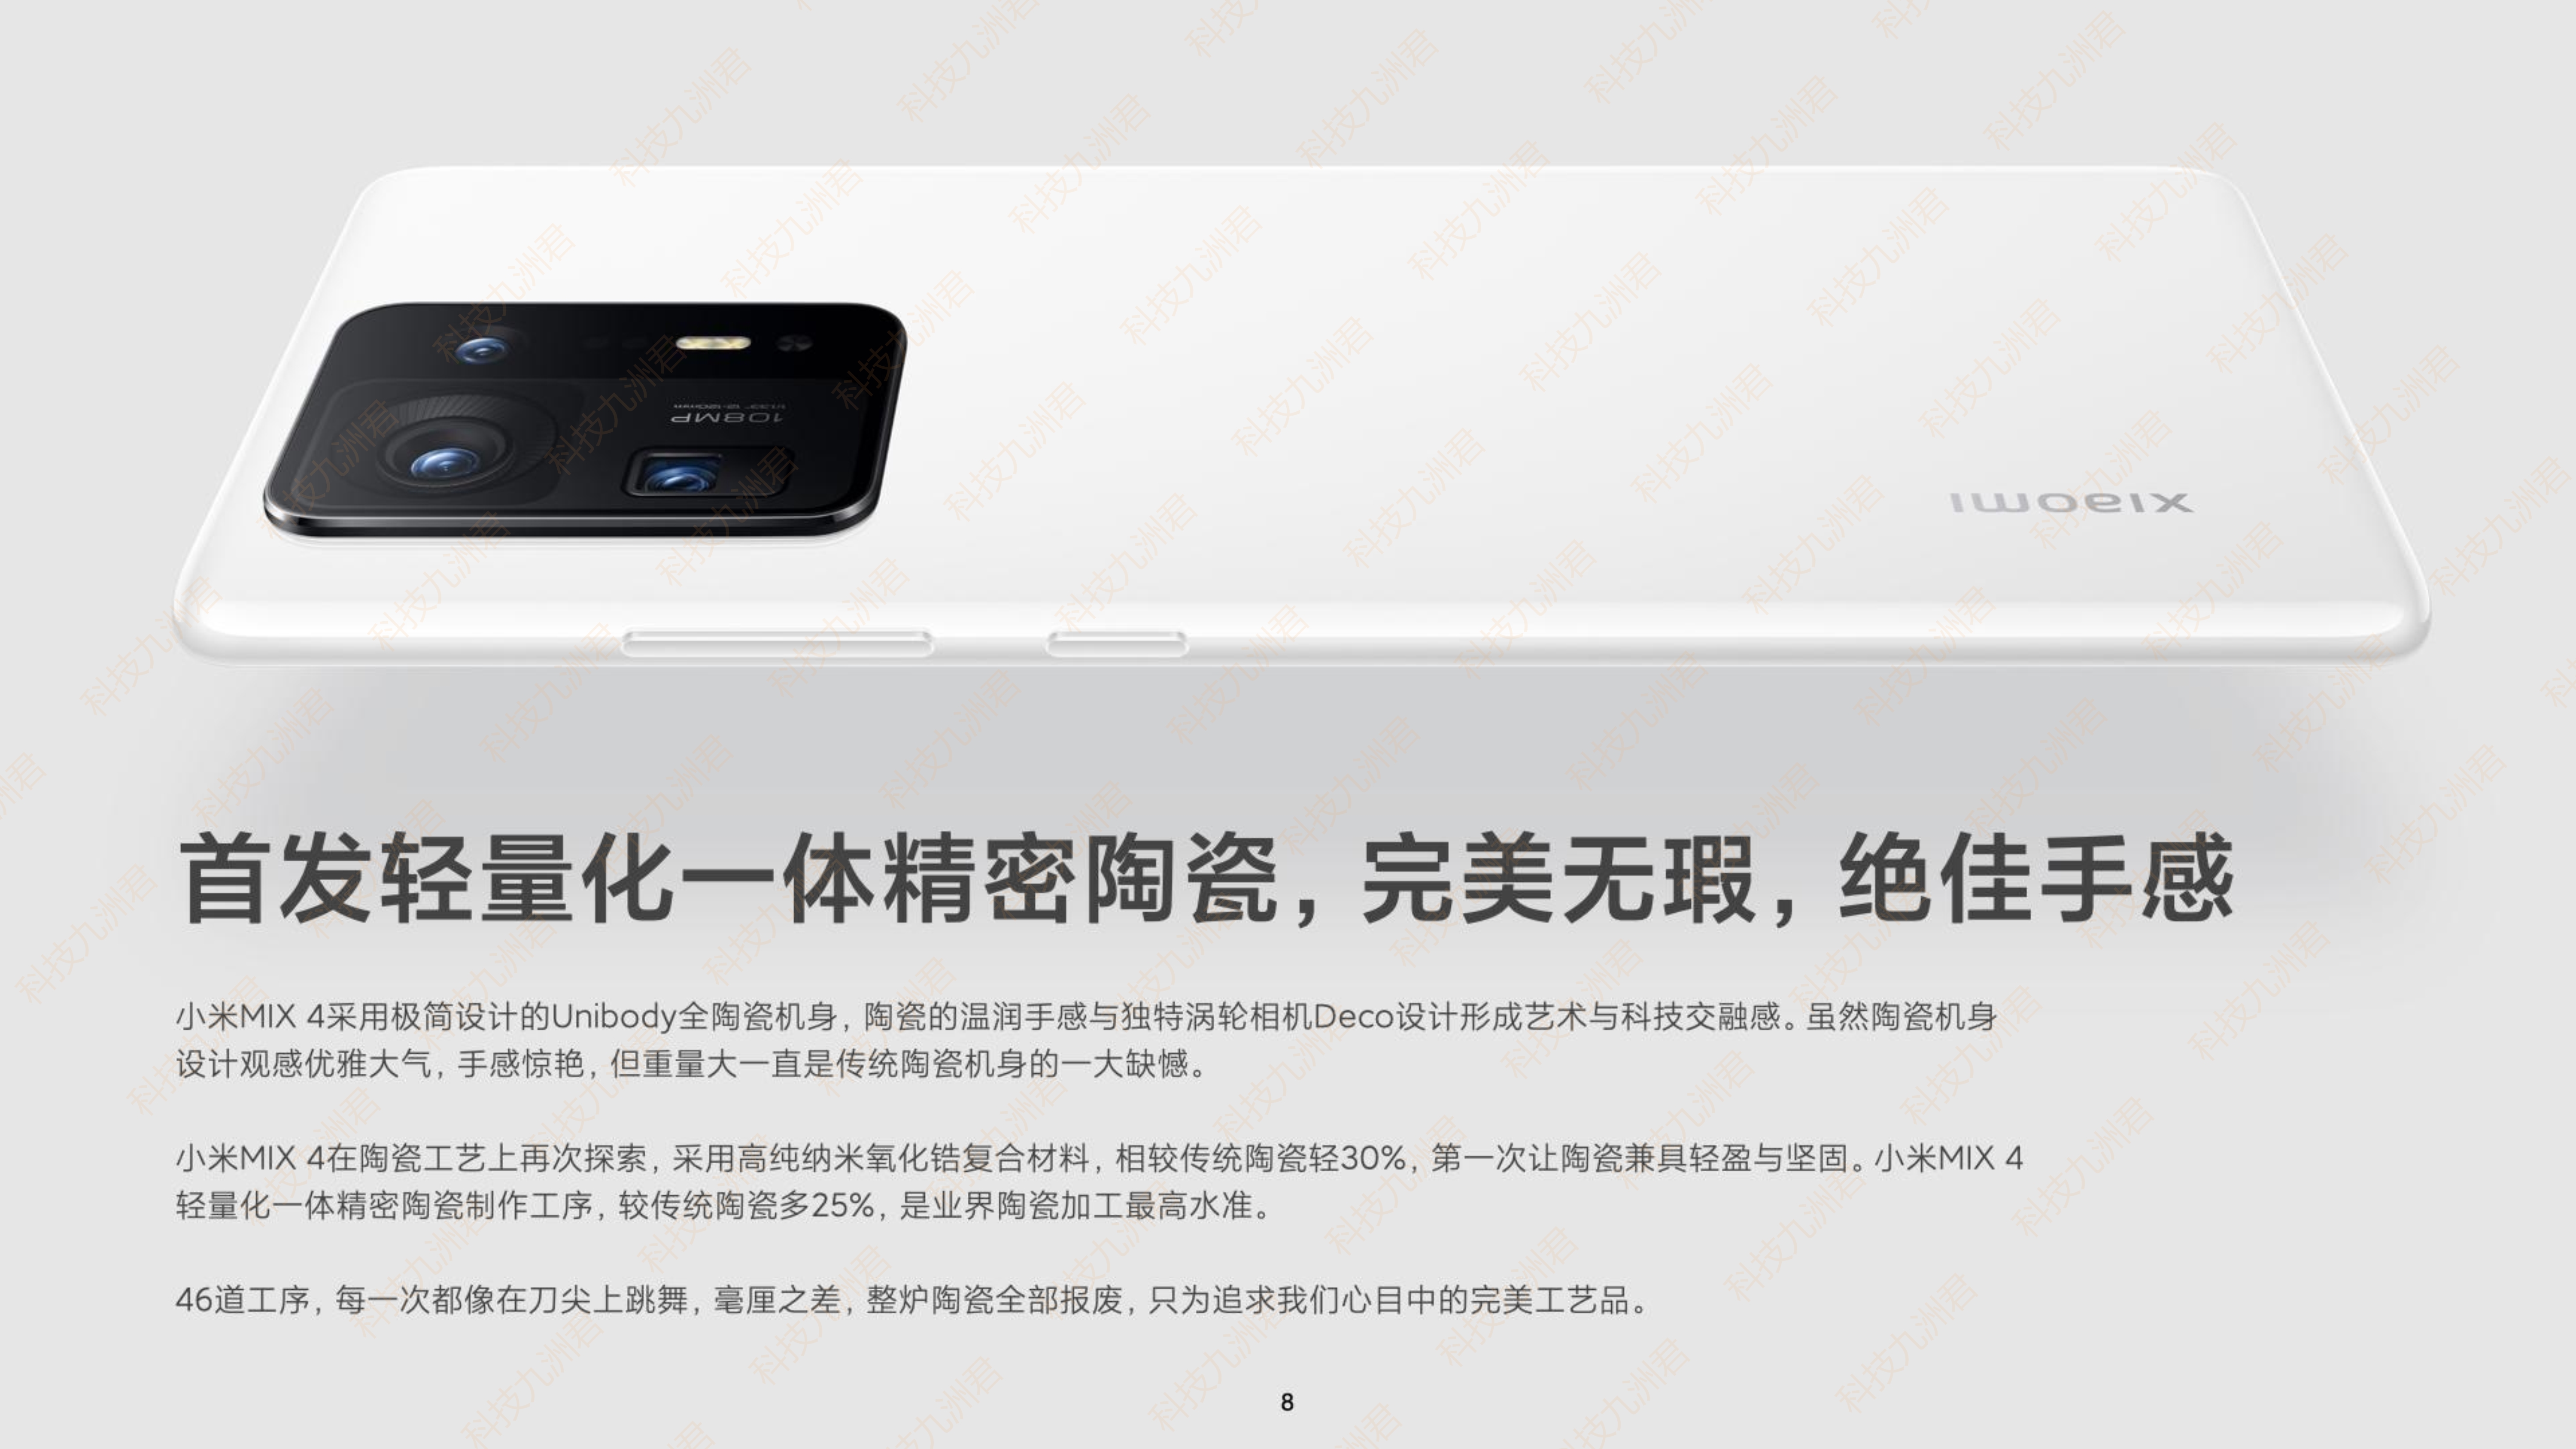 108MP
xiaomi
首发轻量化一体精密陶瓷，完美无瑕，绝佳手感
小米MIX 4采用极简设计的Unibody全陶瓷机身，陶瓷的温润手感与独特涡轮相机Deco设计形成艺术与科技交融感。虽然陶瓷机身
设计观感优雅大气，手感惊艳，但重量大一直是传统陶瓷机身的一大缺憾。
小米MIX 4在陶瓷工艺上再次探索，采用高纯纳米氧化锆复合材料，相较传统陶瓷轻30%，第一次让陶瓷兼具轻盈与坚固。小米MIX 4
轻量化一体精密陶瓷制作工序，较传统陶瓷多25%，是业界陶瓷加工最高水准。
46道工序，每一次都像在刀尖上跳舞，毫厘之差，整炉陶瓷全部报废，只为追求我们心目中的完美工艺品。
8
科技九洲君